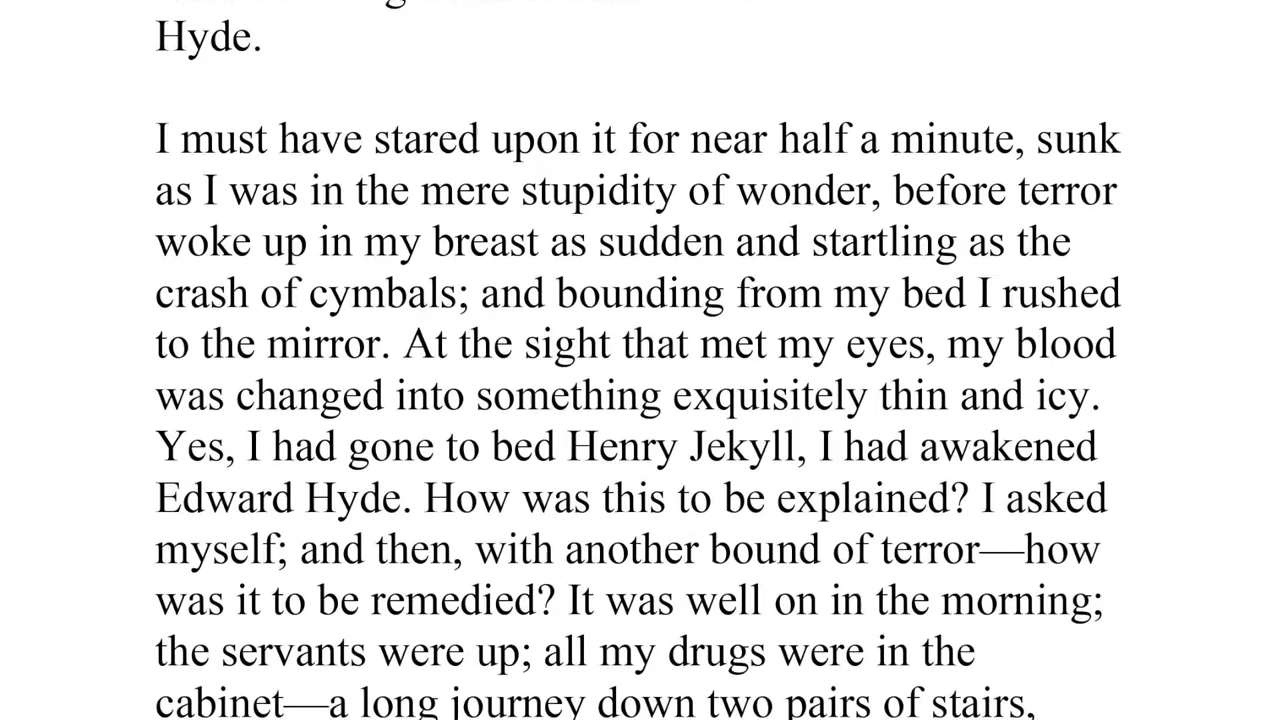 Hyde.
I must have stared upon it for near half a minute, sunk
as I was in the mere stupidity of wonder, before terror
woke up in my breast as sudden and startling as the
crash of cymbals; and bounding from my bed I rushed
to the mirror. At the sight that met my eyes, my blood
was changed into something exquisitely thin and icy.
Yes, I had gone to bed Henry Jekyll, I had awakened
Edward Hyde. How was this to be explained? I asked
myself; and then, with another bound of terror—how
was it to be remedied? It was well on in the morning;
the servants were up; all my drugs were in the
cabinet—a long journey down two pairs of stairs,